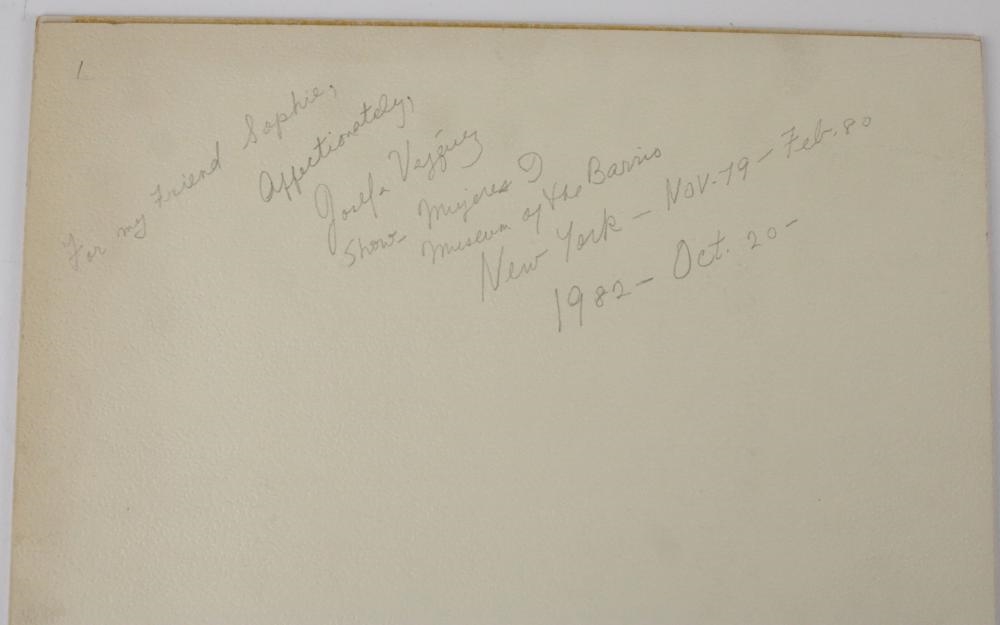 1
For my Friend Sophie,
Affectionately,
Josefa Vázquez
Show - Mujeres I
Museum of the Barrio
New York - Nov. 79 - Feb. 80
1982 - Oct. 20 -